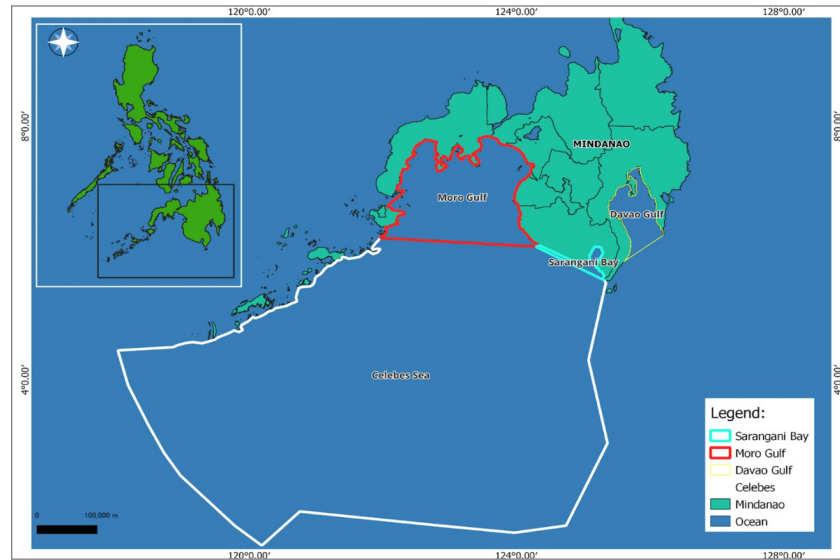 120°0.00' 124°0.00' 128°0.00'
8°0.00' 8°0.00'
MINDANAO
Moro Gulf
Davao Gulf
Sarangani Bay
4°0.00' 4°0.00'
Celebes Sea
Legend:
Sarangani Bay
Moro Gulf
Davao Gulf
Celebes
Mindanao
Ocean
100,000 m
120°0.00' 124°0.00' 128°0.00'